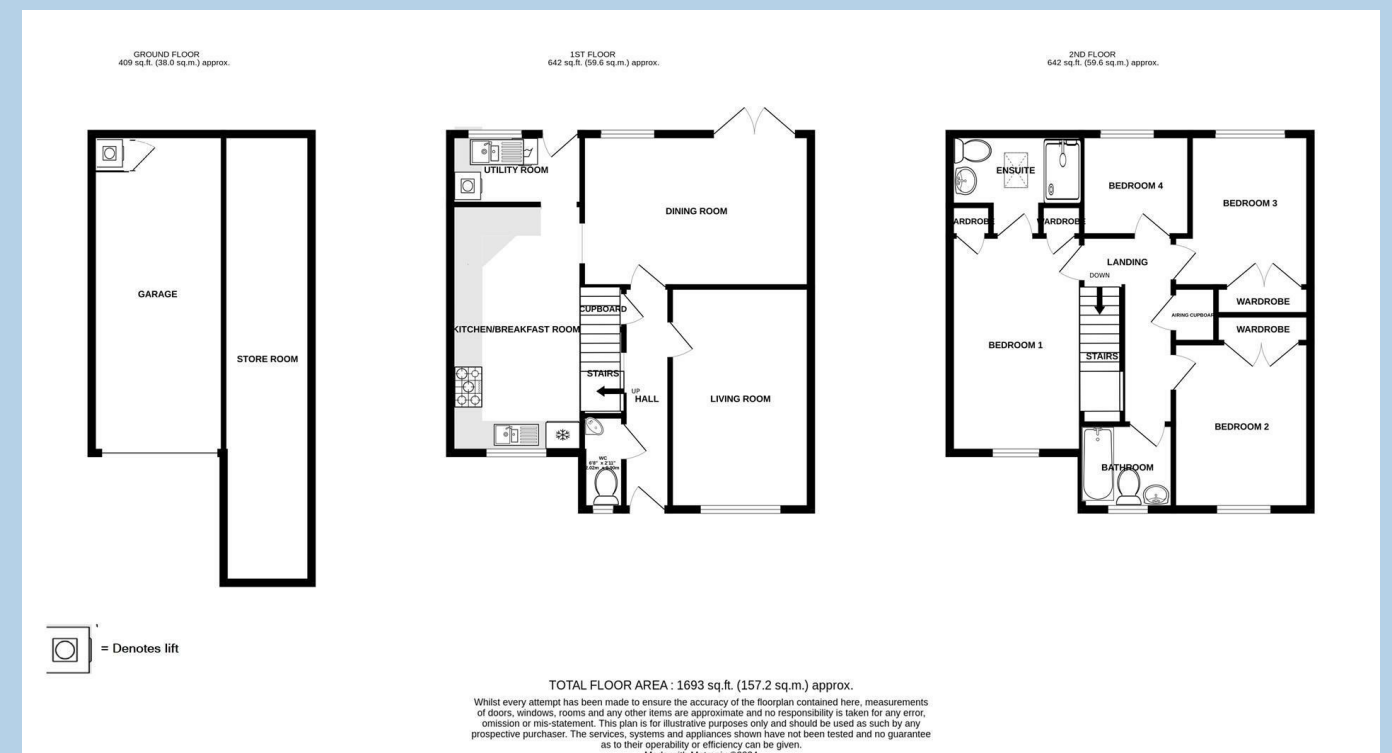 GROUND FLOOR
409 sq.ft. (38.0 sq.m.) approx.
1ST FLOOR
642 sq.ft. (59.6 sq.m.) approx.
2ND FLOOR
642 sq.ft. (59.6 sq.m.) approx.
GARAGE
STORE ROOM
UTILITY ROOM
DINING ROOM
KITCHEN/BREAKFAST ROOM
CUPBOARD
STAIRS
UP
HALL
LIVING ROOM
WC
6'8" x 2'11"
ENSUITE
BEDROOM 4
BEDROOM 3
ARDROBE
WARDROBE
LANDING
DOWN
WARDROBE
AIRING CUPBOAR
WARDROBE
BEDROOM 1
STAIRS
BEDROOM 2
BATHROOM
= Denotes lift
TOTAL FLOOR AREA : 1693 sq.ft. (157.2 sq.m.) approx.
Whilst every attempt has been made to ensure the accuracy of the floorplan contained here, measurements
of doors, windows, rooms and any other items are approximate and no responsibility is taken for any error,
omission or mis-statement. This plan is for illustrative purposes only and should be used as such by any
prospective purchaser. The services, systems and appliances shown have not been tested and no guarantee
as to their operability or efficiency can be given.